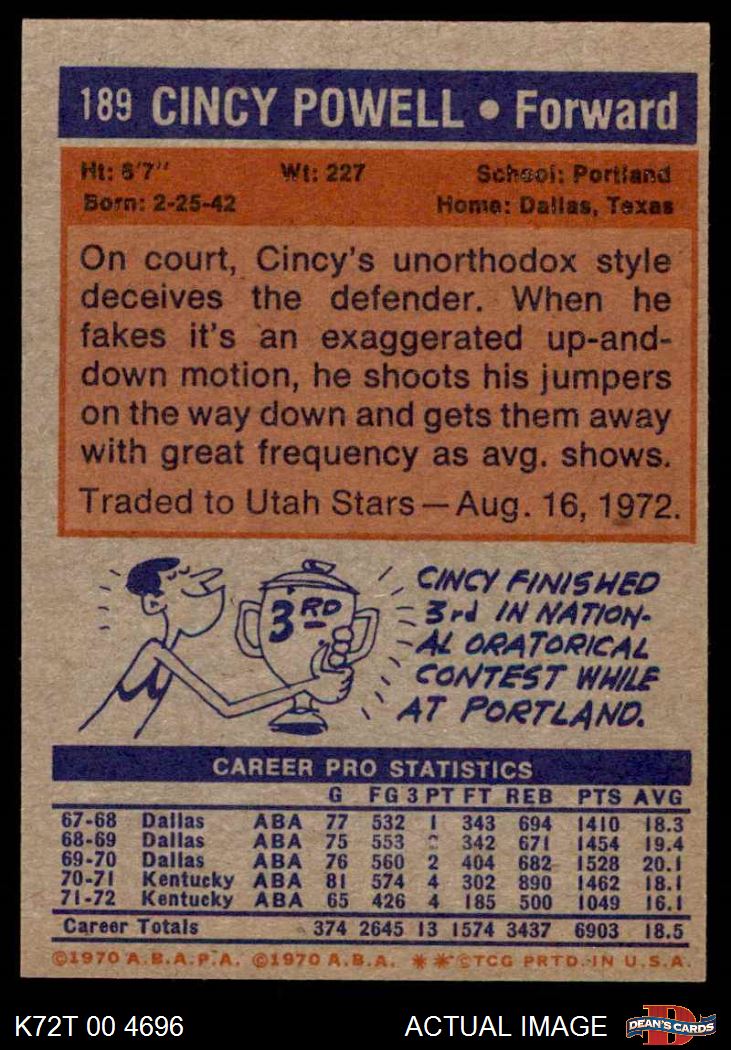 189 CINCY POWELL • Forward
Ht: 6'7" Wt: 227 School: Portland
Born: 2-25-42 Home: Dallas, Texas
On court, Cincy's unorthodox style
deceives the defender. When he
fakes it's an exaggerated up-and-
down motion, he shoots his jumpers
on the way down and gets them away
with great frequency as avg. shows.
Traded to Utah Stars — Aug. 16, 1972.
3RD
CINCY FINISHED
3rd IN NATION-
AL ORATORICAL
CONTEST WHILE
AT PORTLAND.
CAREER PRO STATISTICS
G FG 3 PT FT REB PTS AVG
67-68 Dallas ABA 77 532 1 343 694 1410 18.3
68-69 Dallas ABA 75 553 342 671 1454 19.4
69-70 Dallas ABA 76 560 2 404 682 1528 20.1
70-71 Kentucky ABA 81 574 4 302 890 1462 18.1
71-72 Kentucky ABA 65 426 4 185 500 1049 16.1
Career Totals 374 2645 13 1574 3437 6903 18.5
©1970 A.B.A.P.A. ©1970 A.B.A. ✱✱©TCG PRTD. IN U.S.A.
K72T 00 4696 ACTUAL IMAGE DEAN'S CARDS